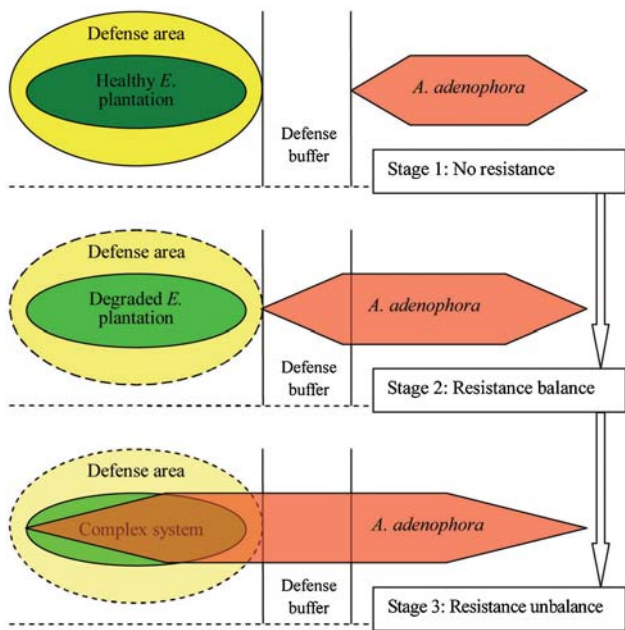 Defense area
Healthy E.
plantation
A. adenophora
Defense
buffer
Stage 1: No resistance
Defense area
Degraded E.
plantation
A. adenophora
Defense
buffer
Stage 2: Resistance balance
Defense area
Complex system
A. adenophora
Defense
buffer
Stage 3: Resistance unbalance